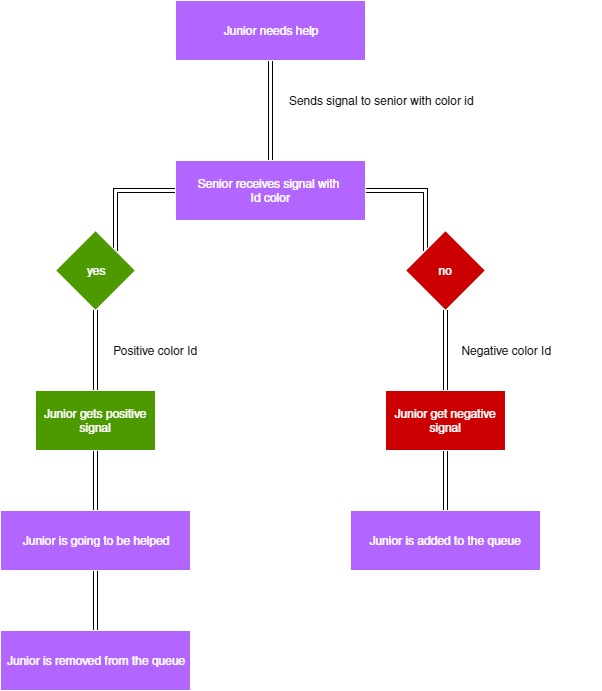 Junior needs help
Sends signal to senior with color id
Senior receives signal with
Id color
yes
no
Positive color Id
Negative color Id
Junior gets positive
signal
Junior get negative
signal
Junior is going to be helped
Junior is added to the queue
Junior is removed from the queue